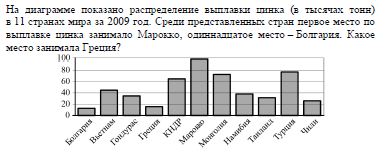 На диаграмме показано распределение выплавки цинка (в тысячах тонн)
в 11 странах мира за 2009 год. Среди представленных стран первое место по
выплавке цинка занимало Марокко, одиннадцатое место – Болгария. Какое
место занимала Греция?
100
80
60
40
20
0
Болгария
Вьетнам
Гондурас
Греция
КНДР
Марокко
Монголия
Намибия
Таиланд
Турция
Чили